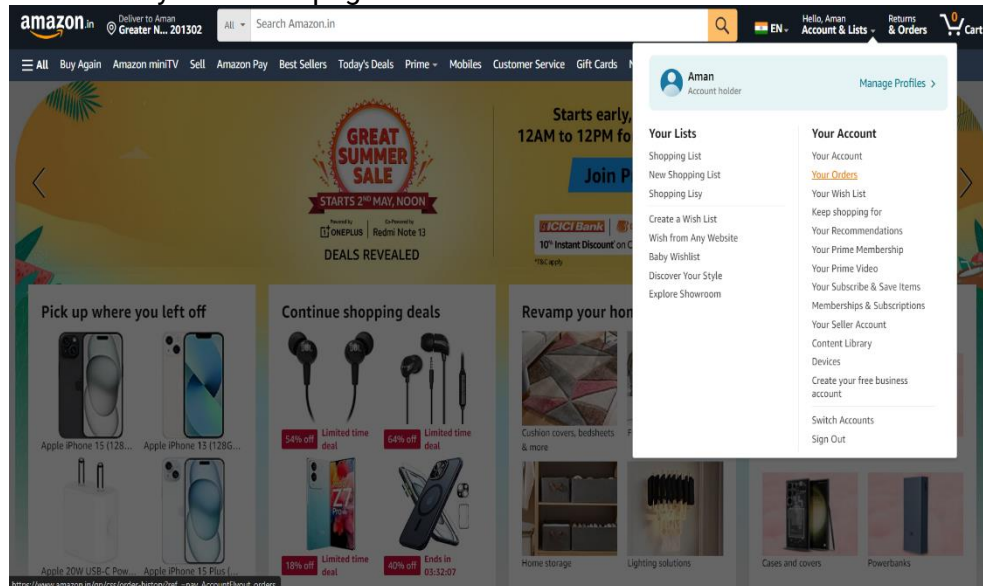 amazon.in
Deliver to Aman
Greater N... 201302
All
Search Amazon.in
EN
Hello, Aman
Account & Lists
Returns
& Orders
0
Cart
All
Buy Again
Amazon miniTV
Sell
Amazon Pay
Best Sellers
Today's Deals
Prime
Mobiles
Customer Service
Gift Cards
Aman
Account holder
Manage Profiles
Your Lists
Shopping List
New Shopping List
Shopping Lisy
Create a Wish List
Wish from Any Website
Baby Wishlist
Discover Your Style
Explore Showroom
Your Account
Your Account
Your Orders
Your Wish List
Keep shopping for
Your Recommendations
Your Prime Membership
Your Prime Video
Your Subscribe & Save Items
Memberships & Subscriptions
Your Seller Account
Content Library
Devices
Create your free business
account
Switch Accounts
Sign Out
GREAT
SUMMER
SALE
STARTS 2ND MAY, NOON
ONEPLUS
Redmi Note 13
DEALS REVEALED
Starts early,
12AM to 12PM fo
Join P
ICICI Bank
10% Instant Discount on C
*T&C apply
Pick up where you left off
Apple iPhone 15 (128...
Apple iPhone 13 (128G...
Apple 20W USB-C Pow...
Apple iPhone 15 Plus (...
Continue shopping deals
54% off
Limited time
deal
64% off
Limited time
deal
18% off
Limited time
deal
40% off
Ends in
03:32:07
Revamp your hom
Cushion covers, bedsheets
& more
Home storage
Lighting solutions
Cases and covers
Powerbanks